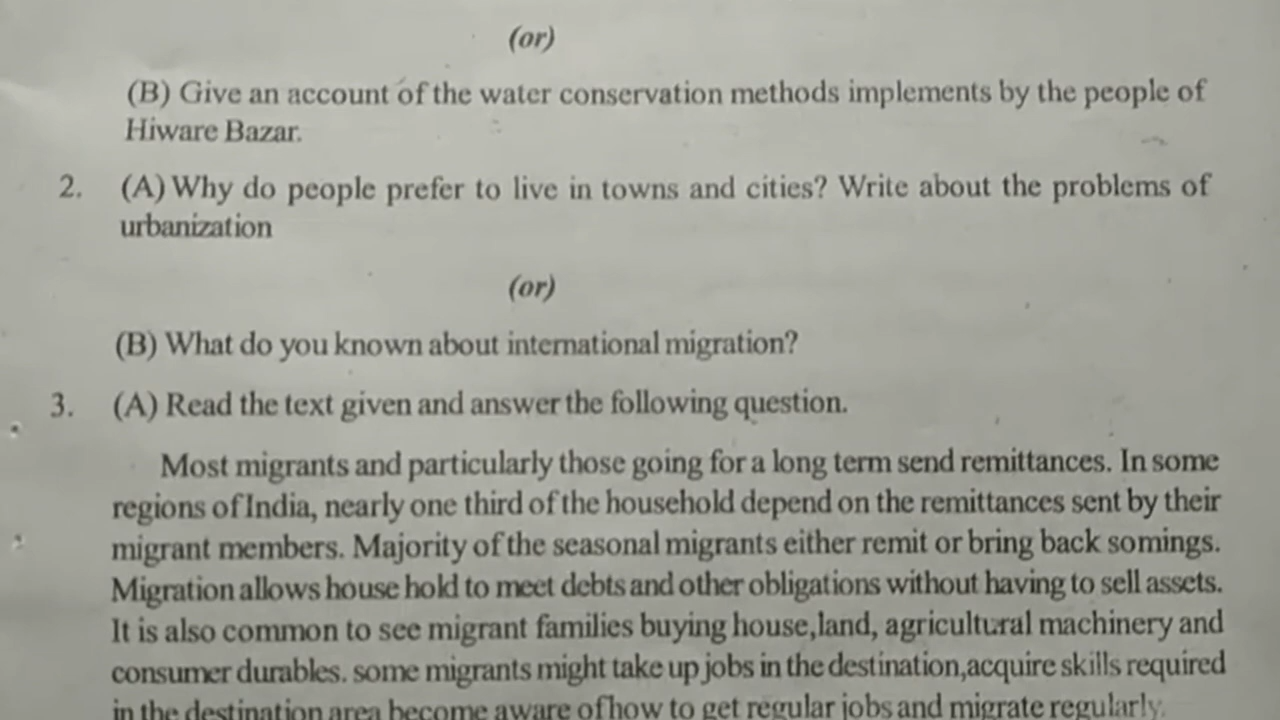 (or)
(B) Give an account of the water conservation methods implements by the people of
Hiware Bazar.
2. (A) Why do people prefer to live in towns and cities? Write about the problems of
urbanization
(or)
(B) What do you known about international migration?
3. (A) Read the text given and answer the following question.
Most migrants and particularly those going for a long term send remittances. In some
regions of India, nearly one third of the household depend on the remittances sent by their
migrant members. Majority of the seasonal migrants either remit or bring back somings.
Migration allows house hold to meet debts and other obligations without having to sell assets.
It is also common to see migrant families buying house,land, agricultural machinery and
consumer durables. some migrants might take up jobs in the destination,acquire skills required
in the destination area become aware of how to get regular jobs and migrate regularly.